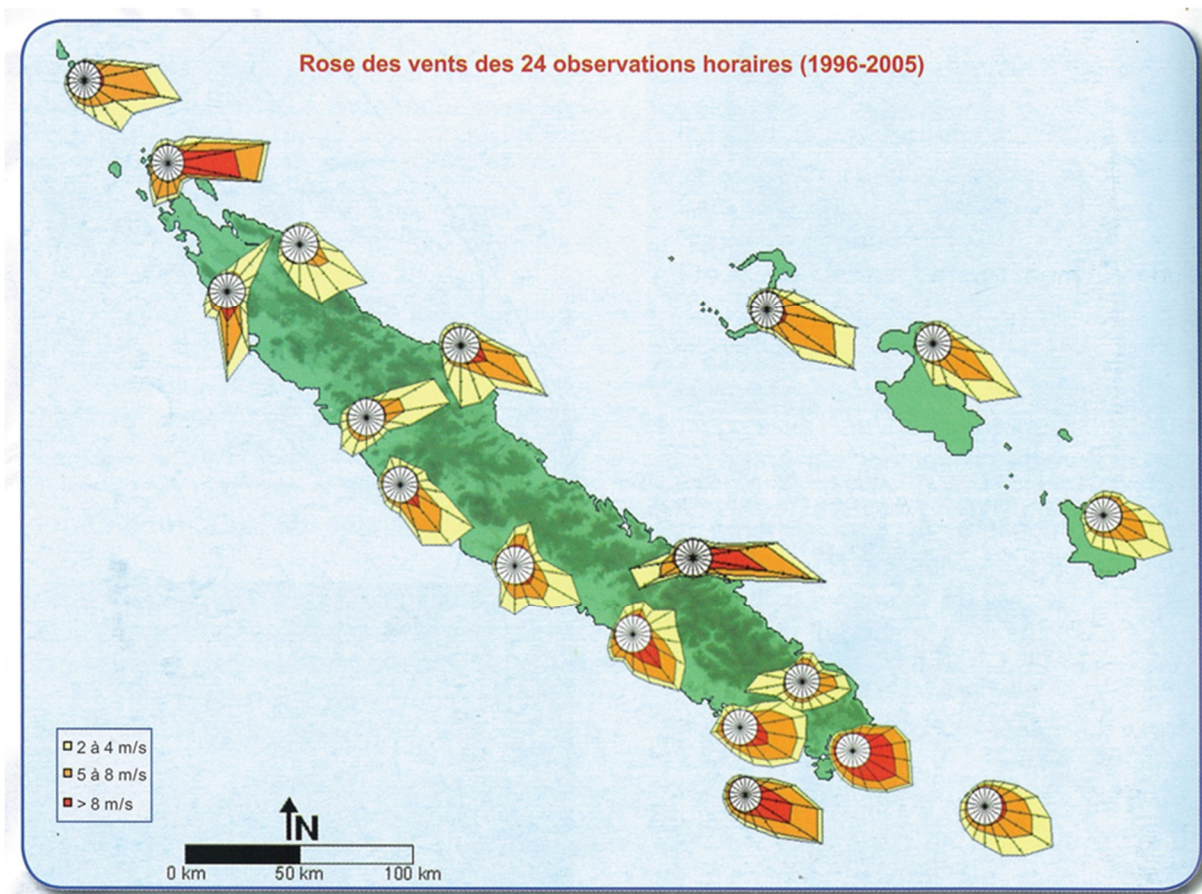 Rose des vents des 24 observations horaires (1996-2005)
2 à 4 m/s
5 à 8 m/s
> 8 m/s
N
0 km 50 km 100 km